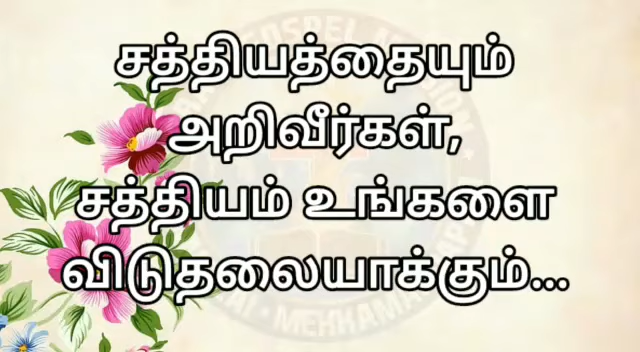 சத்தியத்தையும்
அறிவீர்கள்,
சத்தியம் உங்களை
விடுதலையாக்கும்...